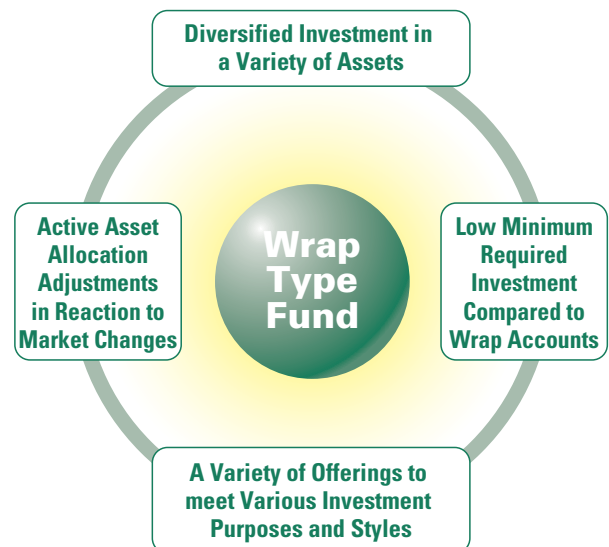 Diversified Investment in
a Variety of Assets
Active Asset
Allocation
Adjustments
in Reaction to
Market Changes
Wrap
Type
Fund
Low Minimum
Required
Investment
Compared to
Wrap Accounts
A Variety of Offerings to
meet Various Investment
Purposes and Styles